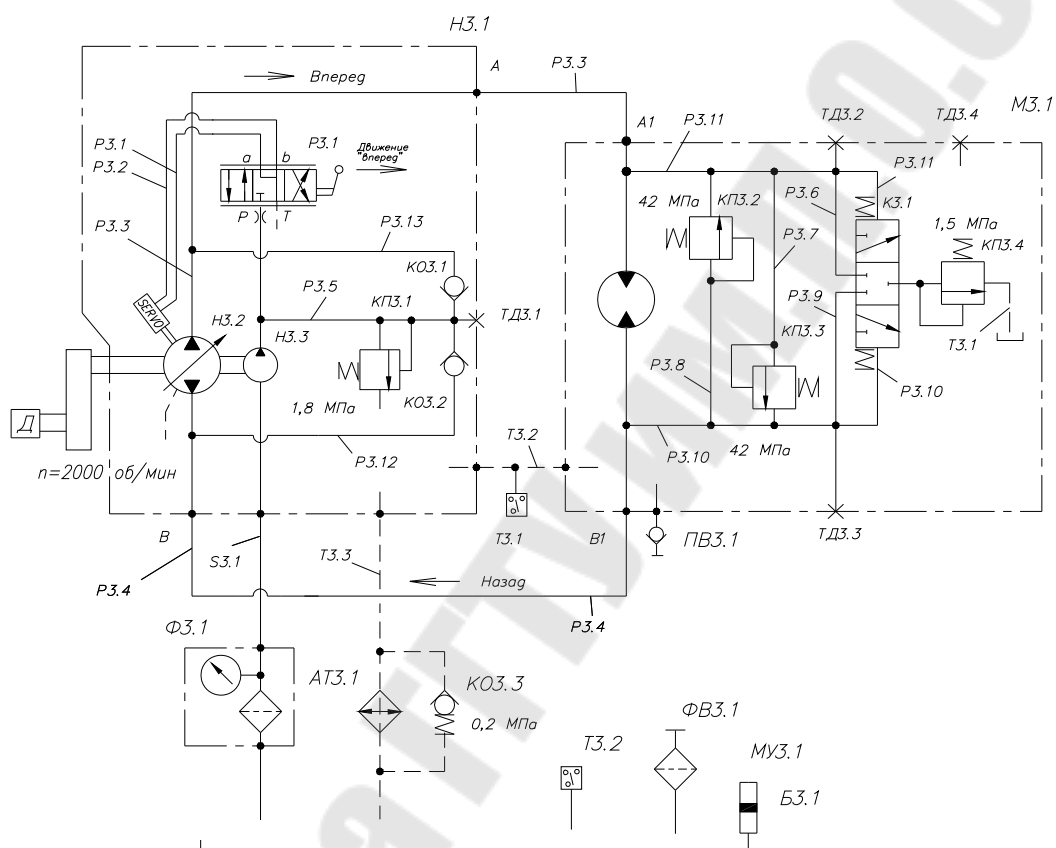 Н3.1
А
Р3.3
Вперед
М3.1
ТД3.2
ТД3.4
А1
Р3.11
Р3.1
Р3.2
a b
Р3.1
Движение
"вперед"
Р3.11
Р Т
42 МПа
КП3.2
Р3.6
К3.1
1,5 МПа
КП3.4
Р3.3
Р3.13
Р3.7
КО3.1
Р3.5
КП3.1
Р3.9
SERVO
Н3.2
Н3.3
ТД3.1
КП3.3
Т3.1
Р3.8
Р3.10
1,8 МПа
КО3.2
Д
Р3.12
Т3.2
Р3.10
42 МПа
n=2000 об/мин
В
S3.1
Т3.3
Т3.1
В1
ПВ3.1
ТД3.3
Р3.4
Назад
Р3.4
Ф3.1
АТ3.1
КО3.3
0,2 МПа
Т3.2
ФВ3.1
МУ3.1
Б3.1
а ГГТУ им.П.О.